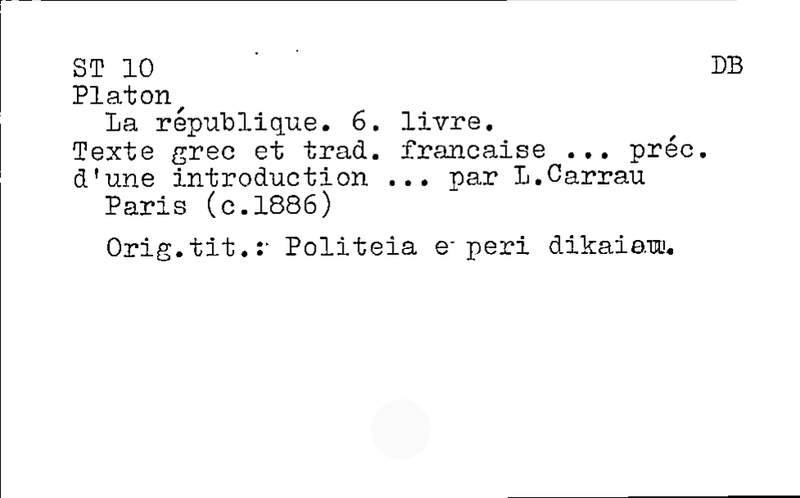 ST 10 DB
Platon
La république. 6. livre.
Texte grec et trad. francaise ... préc.
d'une introduction ... par L.Carrau
Paris (c.1886)
Orig.tit.: Politeia e peri